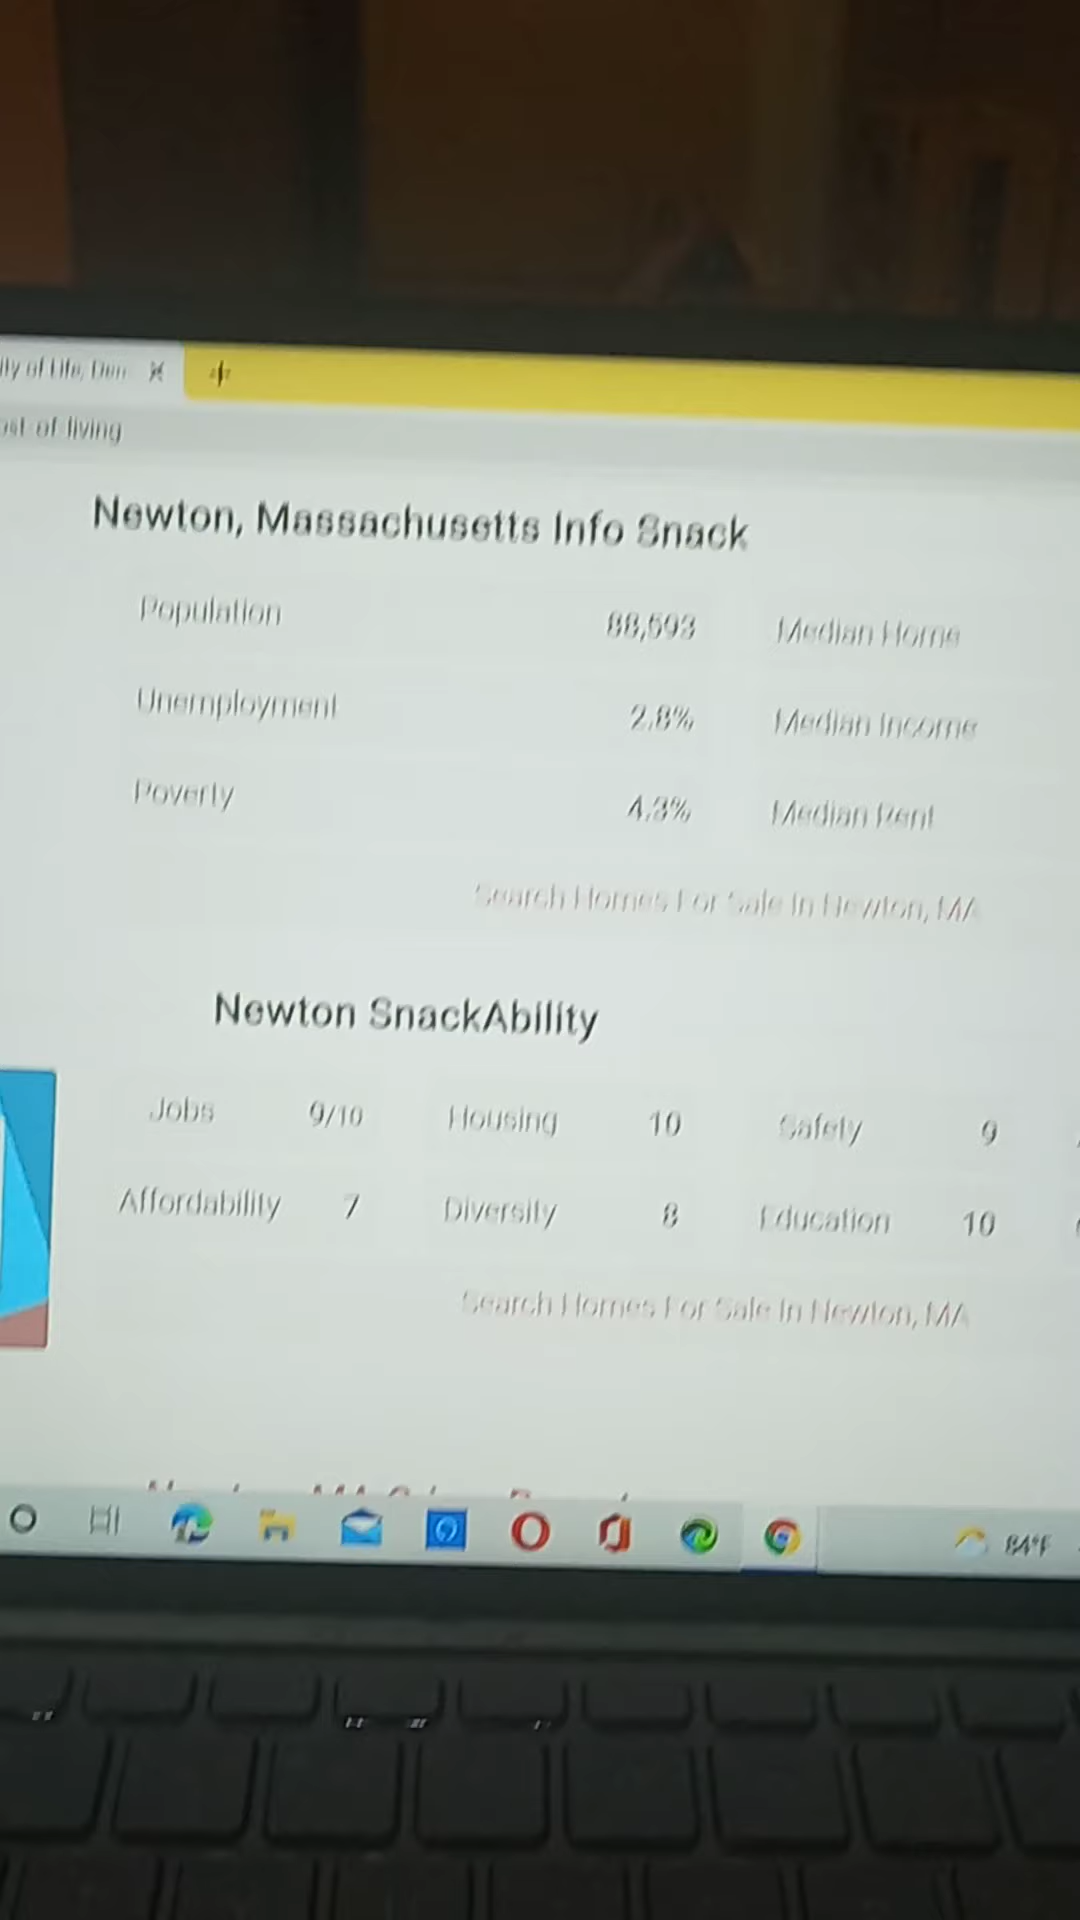 ost of living
Newton, Massachusetts Info Snack
Population 88,593 Median Home
Unemployment 2.8% Median Income
Poverty 4.3% Median Rent
Search Homes For Sale In Newton, MA
Newton SnackAbility
Jobs 9/10 Housing 10 Safety 9
Affordability 7 Diversity 8 Education 10
Search Homes For Sale In Newton, MA
84°F